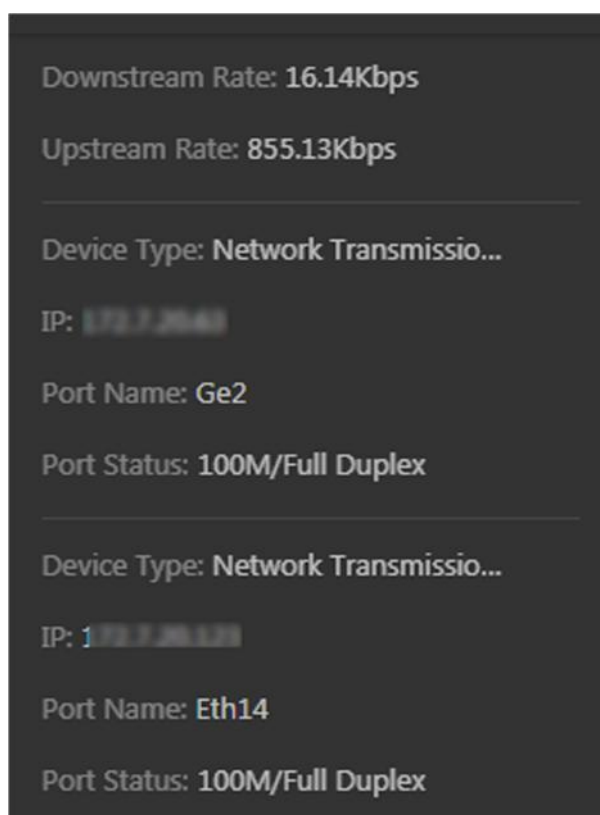 Downstream Rate: 16.14Kbps
Upstream Rate: 855.13Kbps
Device Type: Network Transmissio...
IP:
Port Name: Ge2
Port Status: 100M/Full Duplex
Device Type: Network Transmissio...
IP: 1
Port Name: Eth14
Port Status: 100M/Full Duplex